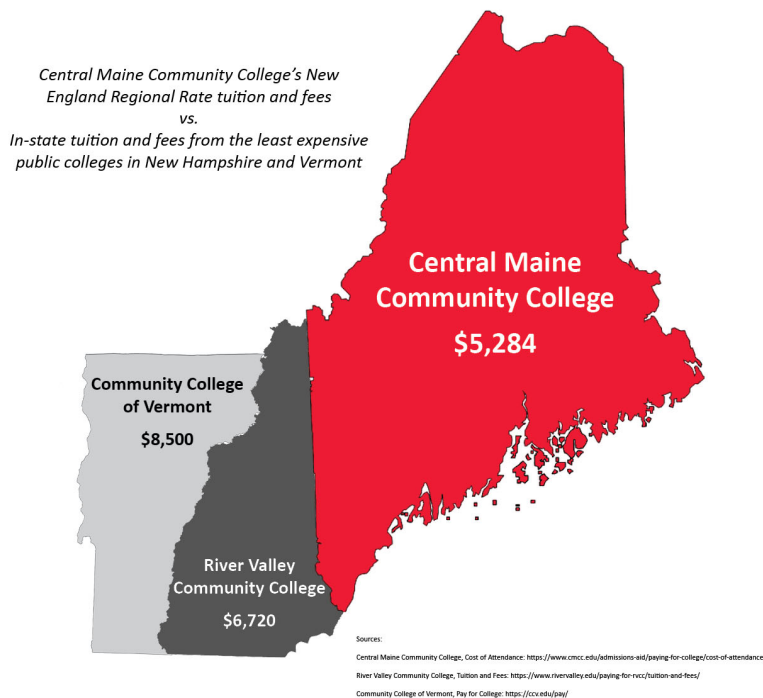 Central Maine Community College's New
England Regional Rate tuition and fees
vs.
In-state tuition and fees from the least expensive
public colleges in New Hampshire and Vermont
Central Maine
Community College
$5,284
Community College
of Vermont
$8,500
River Valley
Community College
$6,720
Sources:
Central Maine Community College, Cost of Attendance: https://www.cmcc.edu/admissions-aid/paying-for-college/cost-of-attendance
River Valley Community College, Tuition and Fees: https://www.rivervalley.edu/paying-for-rvcc/tuition-and-fees/
Community College of Vermont, Pay for College: https://ccv.edu/pay/